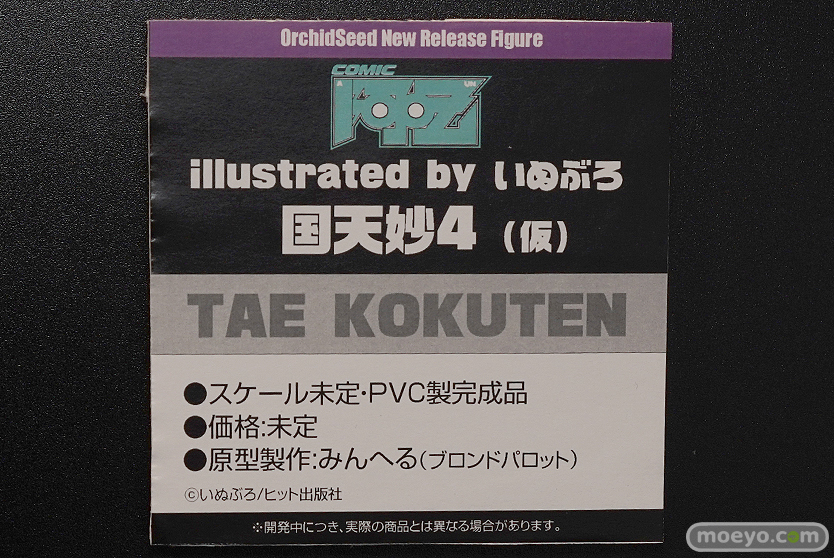 OrchidSeed New Release Figure
COMIC
A UN
阿吽
illustrated by いぬぶろ
国天妙4 (仮)
TAE KOKUTEN
●スケール未定・PVC製完成品
●価格:未定
●原型製作:みんへる(ブロンドパロット)
©いぬぶろ/ヒット出版社
※開発中につき、実際の商品とは異なる場合があります。
moeyo.com